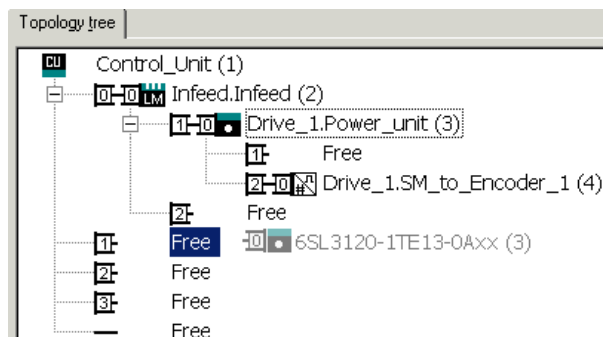 Topology tree
CU Control_Unit (1)
0 0 LM Infeed.Infeed (2)
1 0 Drive_1.Power_unit (3)
1 Free
2 0 # Drive_1.SM_to_Encoder_1 (4)
2 Free
1 Free 0 6SL3120-1TE13-0Axx (3)
2 Free
3 Free
Free